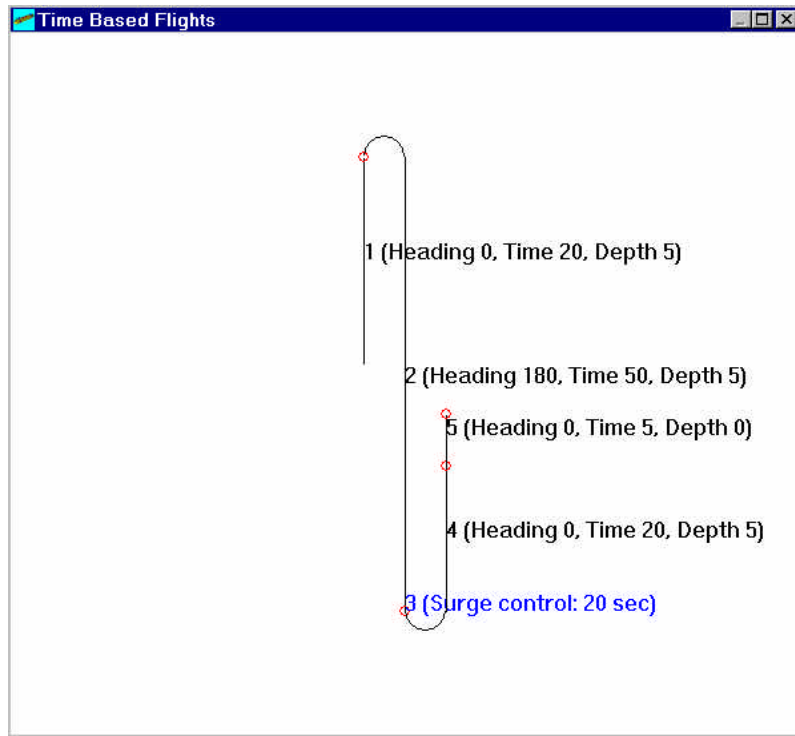 Time Based Flights
1 (Heading 0, Time 20, Depth 5)
2 (Heading 180, Time 50, Depth 5)
5 (Heading 0, Time 5, Depth 0)
4 (Heading 0, Time 20, Depth 5)
3 (Surge control: 20 sec)